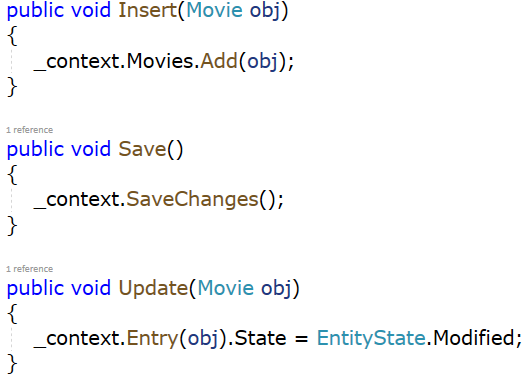 public void Insert(Movie obj)
{
    _context.Movies.Add(obj);
}
1 reference
public void Save()
{
    _context.SaveChanges();
}
1 reference
public void Update(Movie obj)
{
    _context.Entry(obj).State = EntityState.Modified;
}